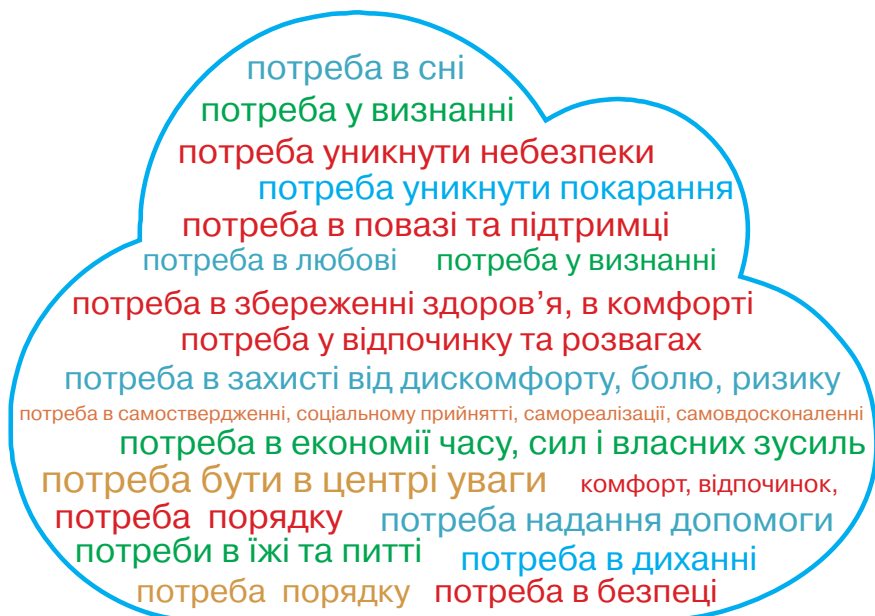 потреба в сні
потреба у визнанні
потреба уникнути небезпеки
потреба уникнути покарання
потреба в повазі та підтримці
потреба в любові потреба у визнанні
потреба в збереженні здоров’я, в комфорті
потреба у відпочинку та розвагах
потреба в захисті від дискомфорту, болю, ризику
потреба в самоствердженні, соціальному прийнятті, самореалізації, самовдосконаленні
потреба в економії часу, сил і власних зусиль
потреба бути в центрі уваги комфорт, відпочинок,
потреба порядку потреба надання допомоги
потреби в їжі та питті потреба в диханні
потреба порядку потреба в безпеці